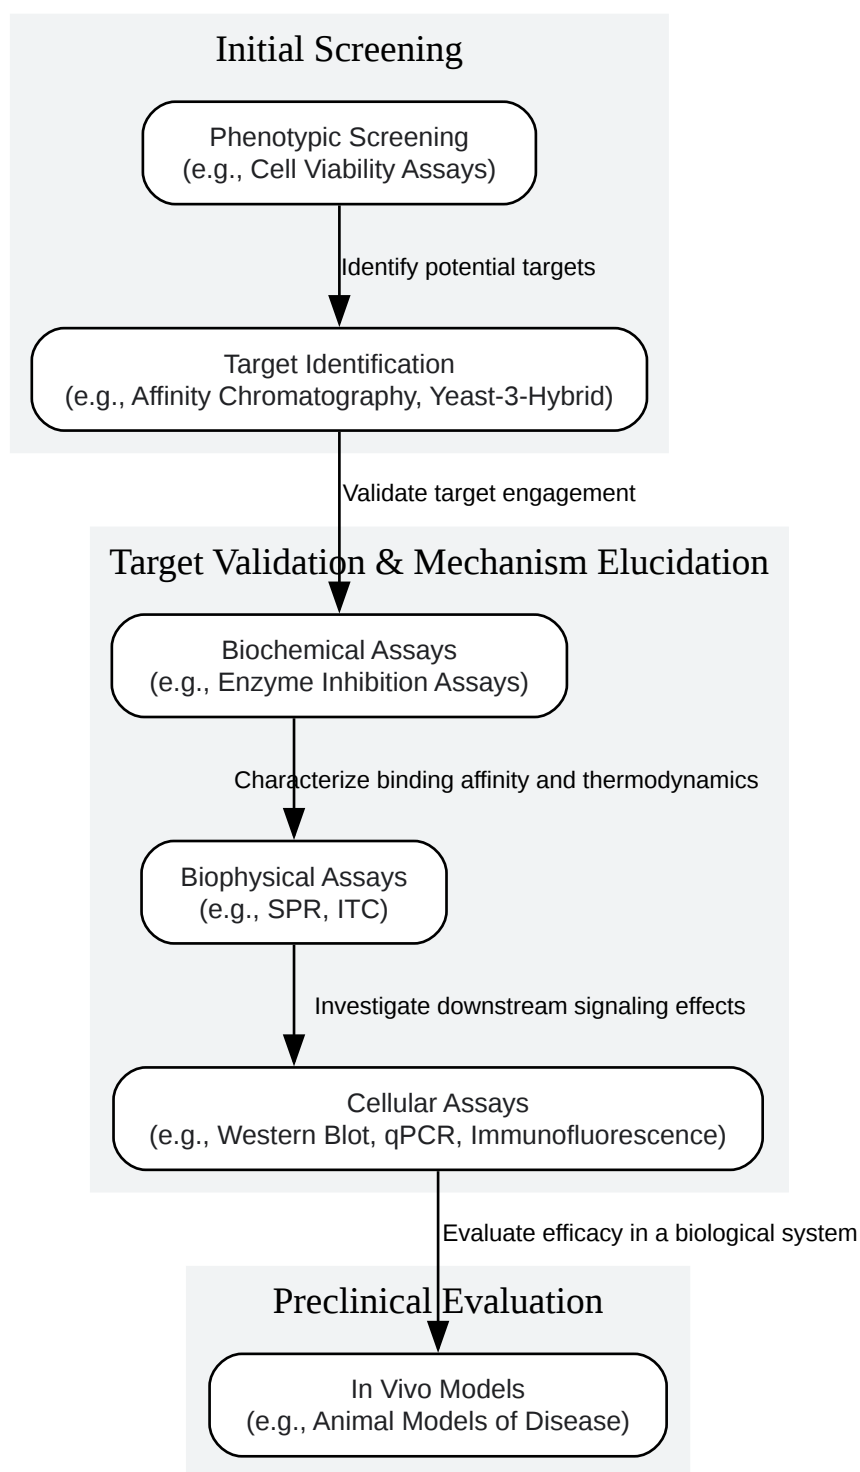 Initial Screening
Phenotypic Screening
(e.g., Cell Viability Assays)
Identify potential targets
Target Identification
(e.g., Affinity Chromatography, Yeast-3-Hybrid)
Validate target engagement
Target Validation & Mechanism Elucidation
Biochemical Assays
(e.g., Enzyme Inhibition Assays)
Characterize binding affinity and thermodynamics
Biophysical Assays
(e.g., SPR, ITC)
Investigate downstream signaling effects
Cellular Assays
(e.g., Western Blot, qPCR, Immunofluorescence)
Evaluate efficacy in a biological system
Preclinical Evaluation
In Vivo Models
(e.g., Animal Models of Disease)